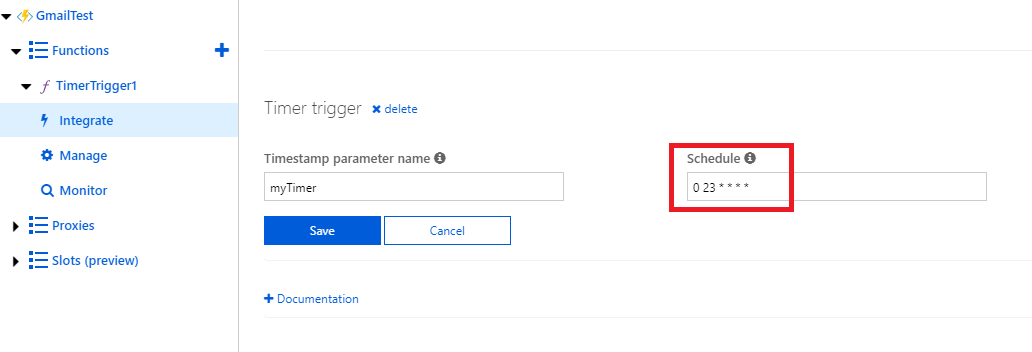 GmailTest
Functions
TimerTrigger1
Integrate
Manage
Monitor
Proxies
Slots (preview)
Timer trigger delete
Timestamp parameter name Schedule
myTimer 0 23 * * * *
Save Cancel
Documentation